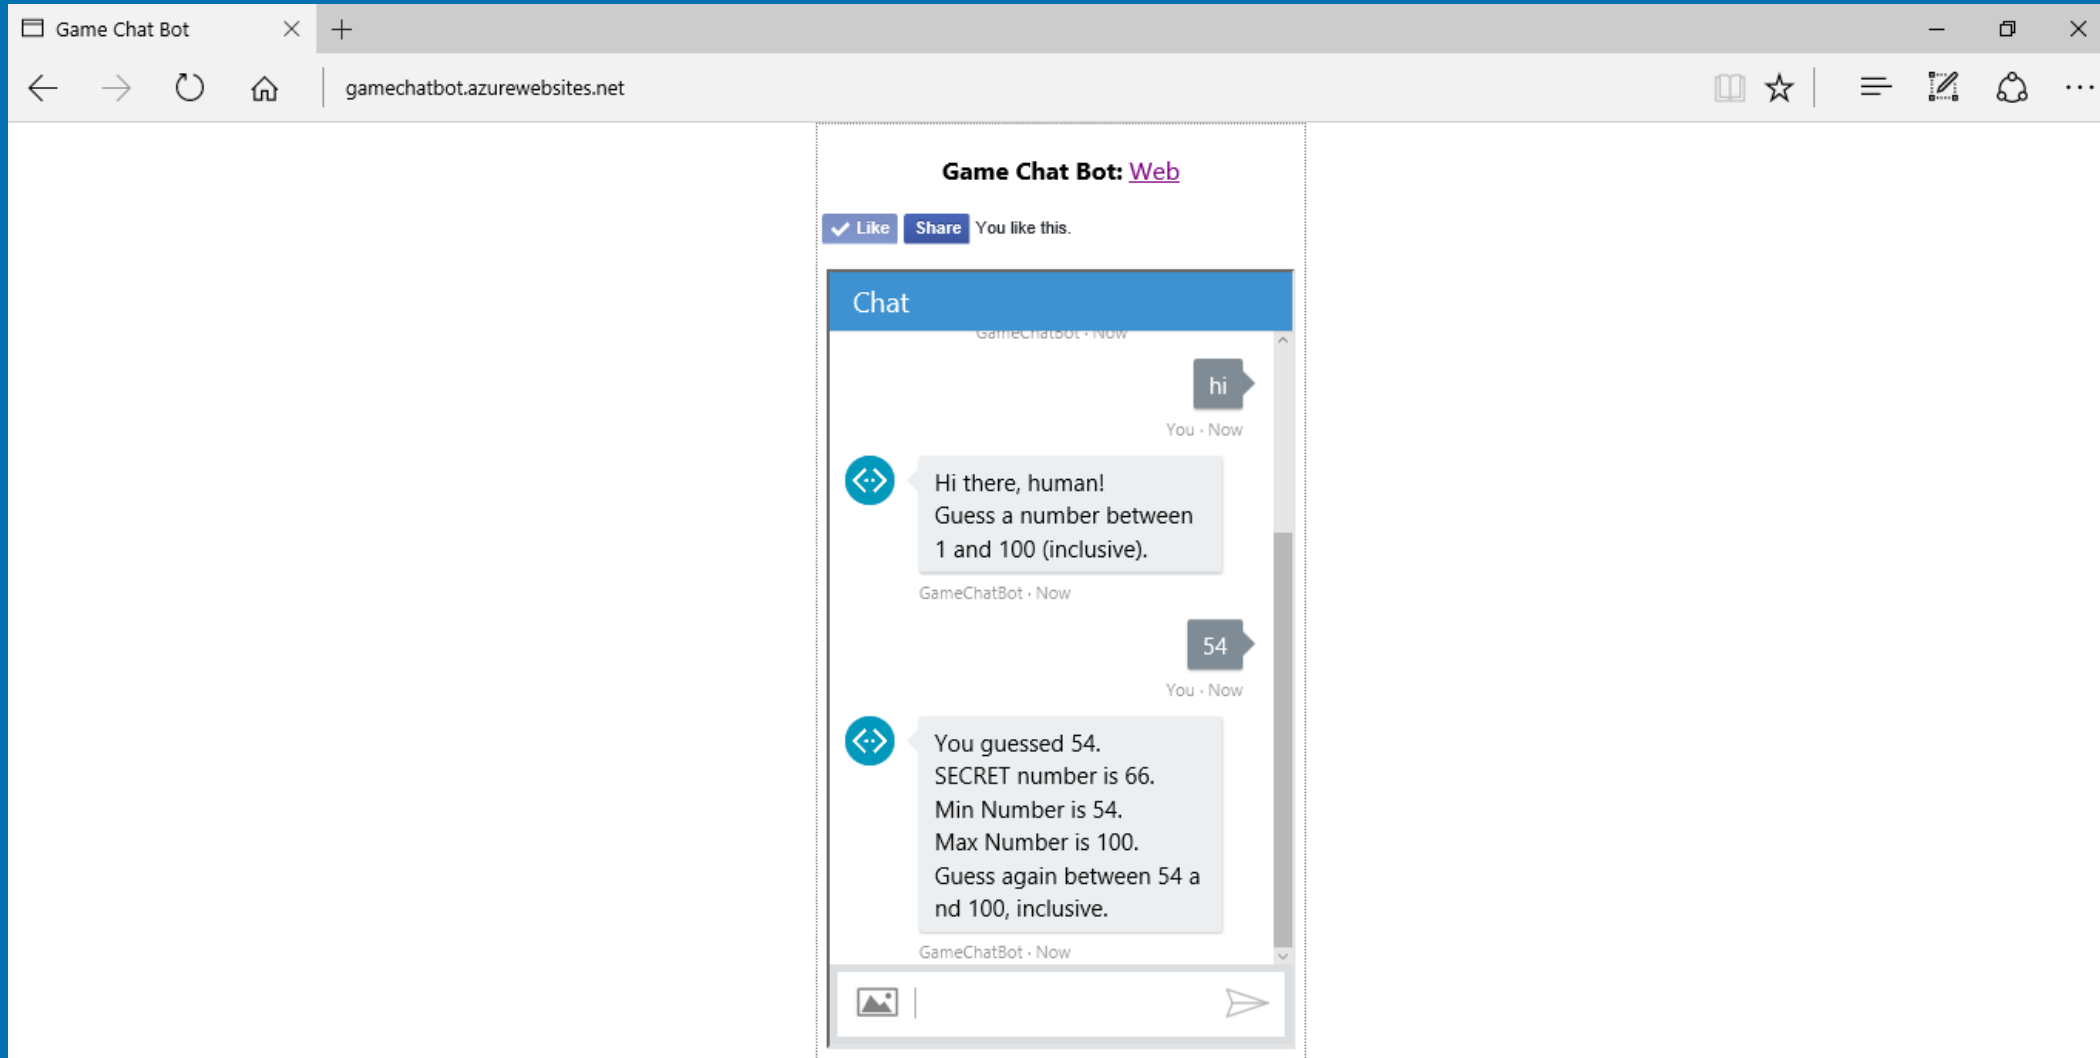 Game Chat Bot
gamechatbot.azurewebsites.net
Game Chat Bot: Web
Like Share You like this.
Chat
GameChatBot · Now
hi
You · Now
Hi there, human!
Guess a number between
1 and 100 (inclusive).
GameChatBot · Now
54
You · Now
You guessed 54.
SECRET number is 66.
Min Number is 54.
Max Number is 100.
Guess again between 54 a
nd 100, inclusive.
GameChatBot · Now